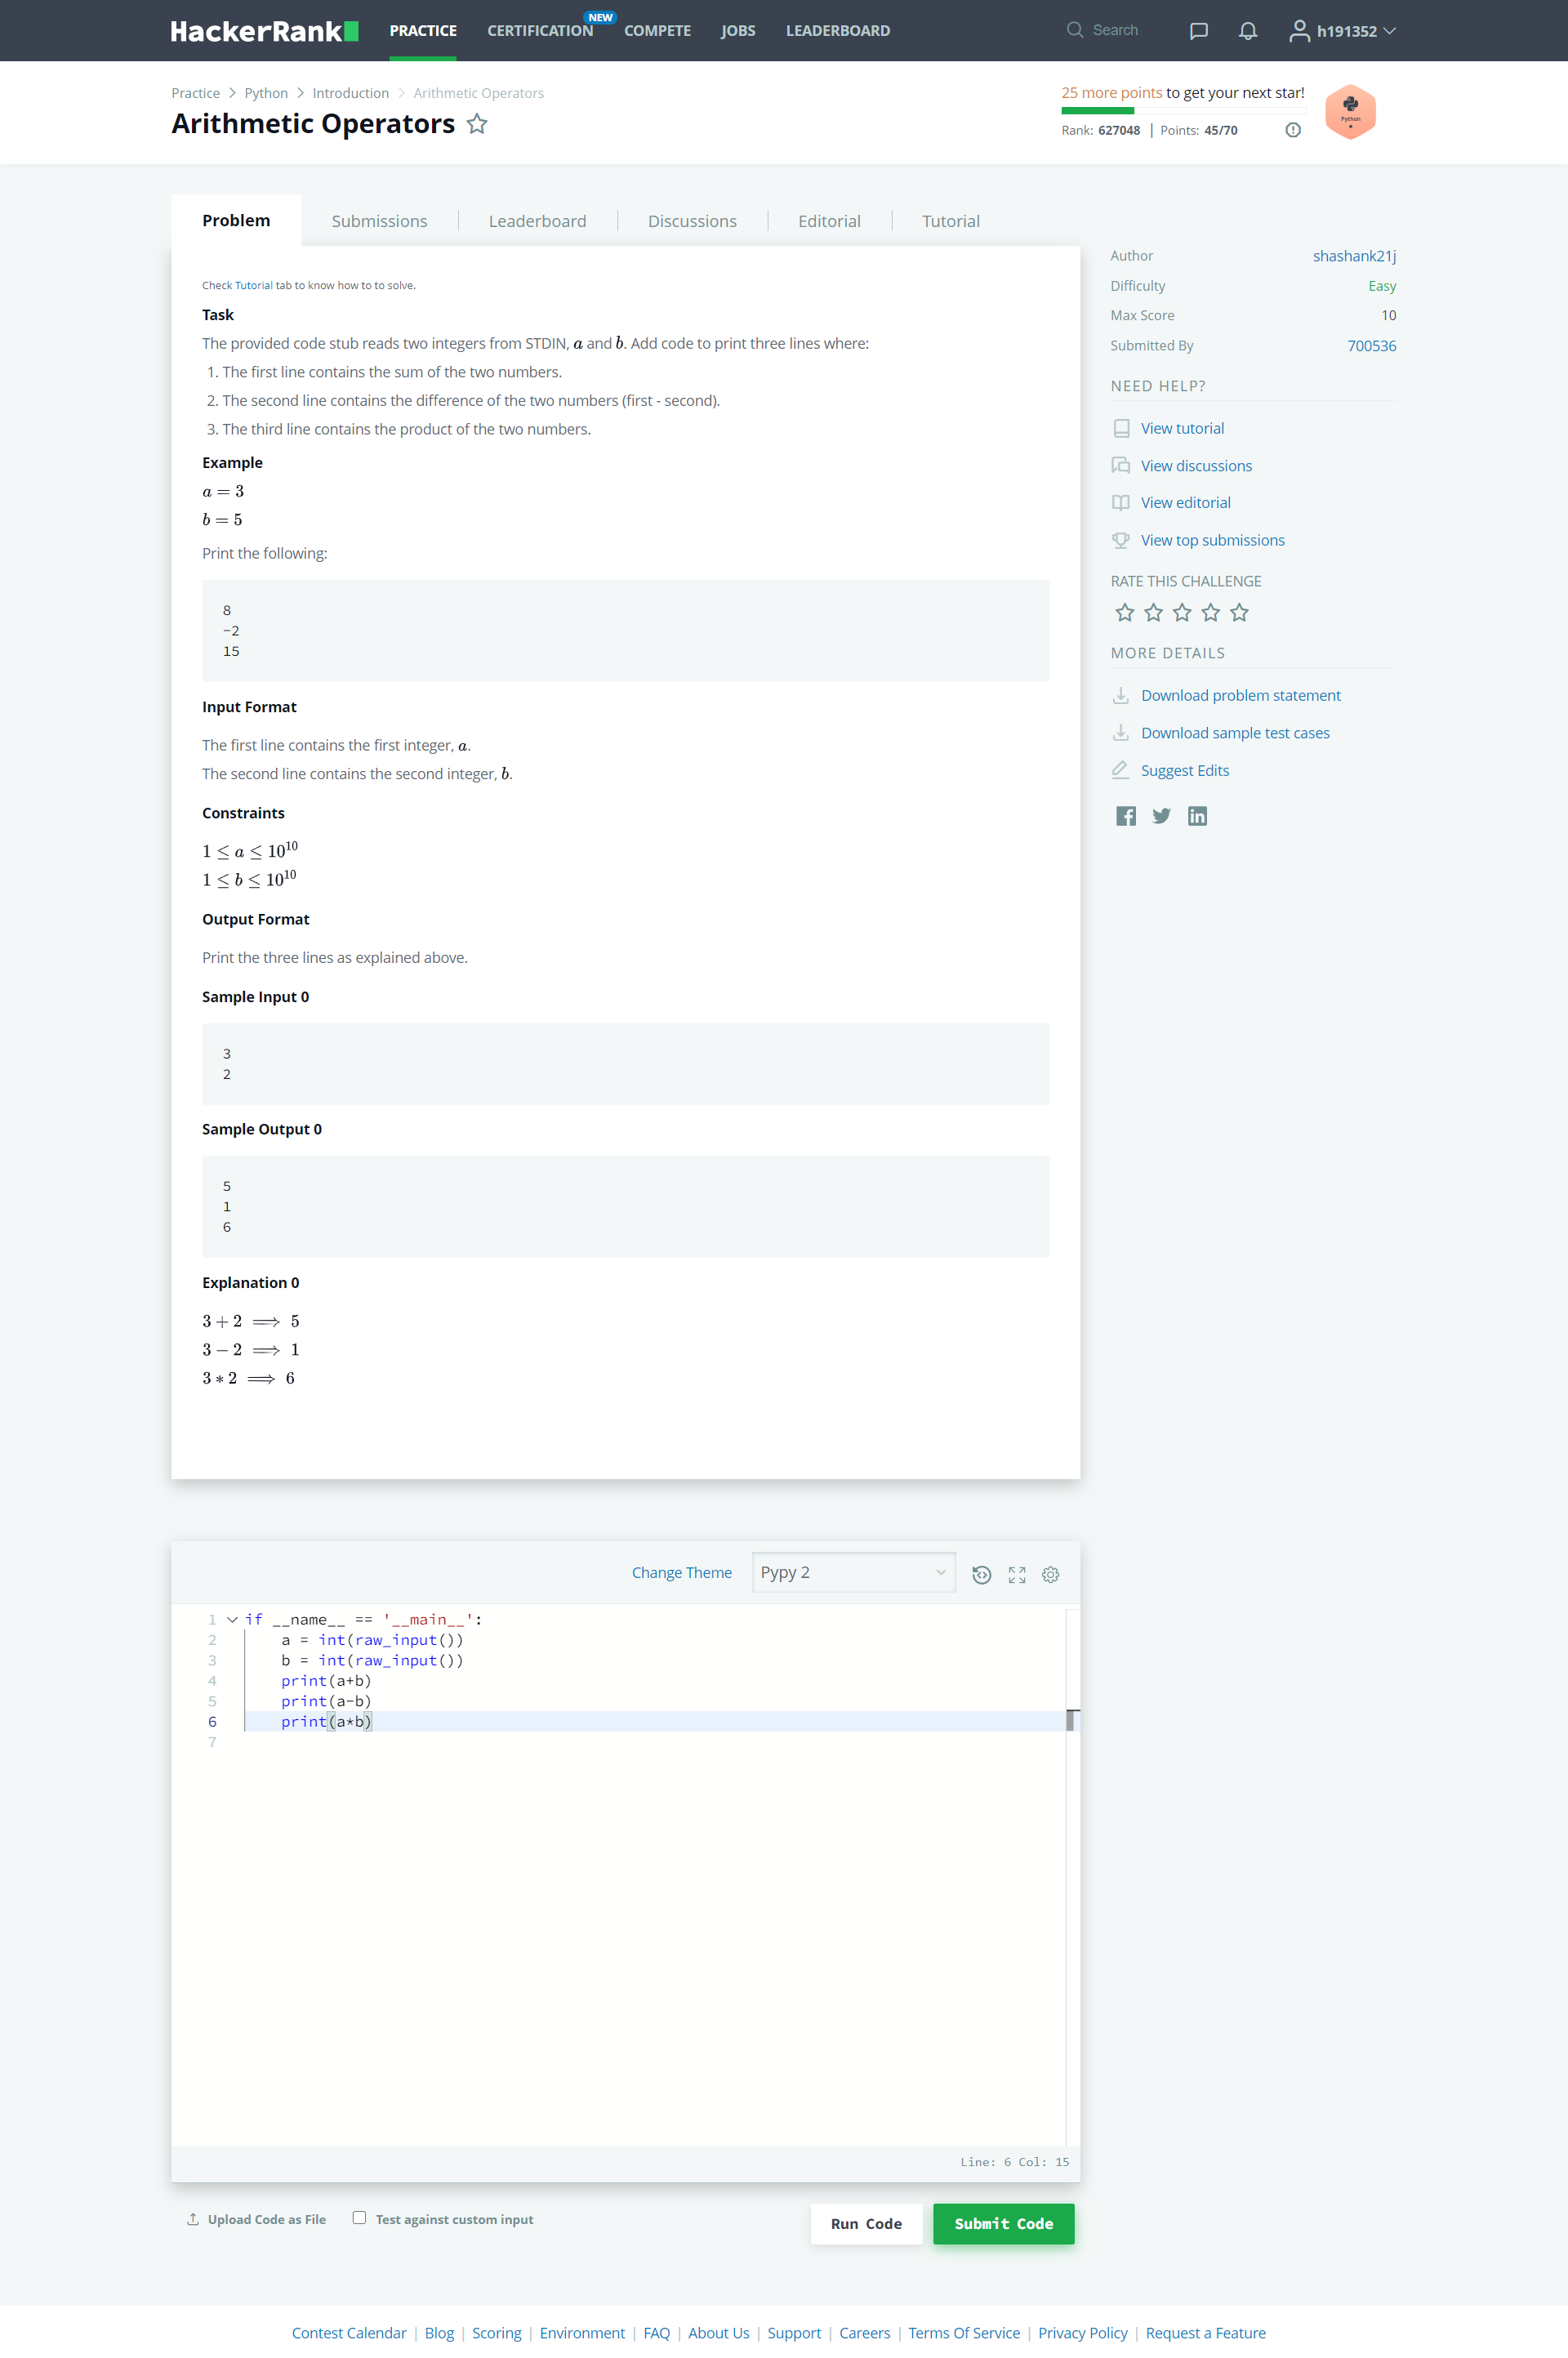 HackerRank PRACTICE CERTIFICATION NEW COMPETE JOBS LEADERBOARD Search h191352
Practice > Python > Introduction > Arithmetic Operators
Arithmetic Operators
25 more points to get your next star!
Rank: 627048 | Points: 45/70
Python
Problem Submissions Leaderboard Discussions Editorial Tutorial
Check Tutorial tab to know how to to solve.
Task
The provided code stub reads two integers from STDIN, a and b. Add code to print three lines where:
1. The first line contains the sum of the two numbers.
2. The second line contains the difference of the two numbers (first - second).
3. The third line contains the product of the two numbers.
Example
a = 3
b = 5
Print the following:
8
-2
15
Input Format
The first line contains the first integer, a.
The second line contains the second integer, b.
Constraints
1 ≤ a ≤ 10^10
1 ≤ b ≤ 10^10
Output Format
Print the three lines as explained above.
Sample Input 0
3
2
Sample Output 0
5
1
6
Explanation 0
3 + 2 ⟹ 5
3 − 2 ⟹ 1
3 * 2 ⟹ 6
Author shashank21j
Difficulty Easy
Max Score 10
Submitted By 700536
NEED HELP?
View tutorial
View discussions
View editorial
View top submissions
RATE THIS CHALLENGE
MORE DETAILS
Download problem statement
Download sample test cases
Suggest Edits
Change Theme Pypy 2
1 if __name__ == '__main__':
2     a = int(raw_input())
3     b = int(raw_input())
4     print(a+b)
5     print(a-b)
6     print(a*b)
7
Line: 6 Col: 15
Upload Code as File Test against custom input Run Code Submit Code
Contest Calendar | Blog | Scoring | Environment | FAQ | About Us | Support | Careers | Terms Of Service | Privacy Policy | Request a Feature